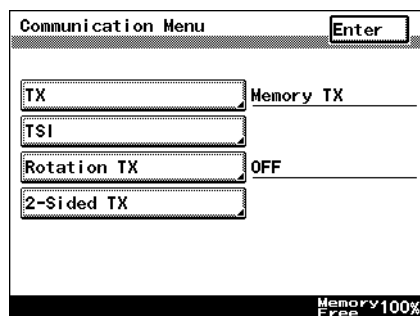 Communication Menu
Enter
TX
Memory TX
TSI
Rotation TX
OFF
2-Sided TX
Memory Free 100%